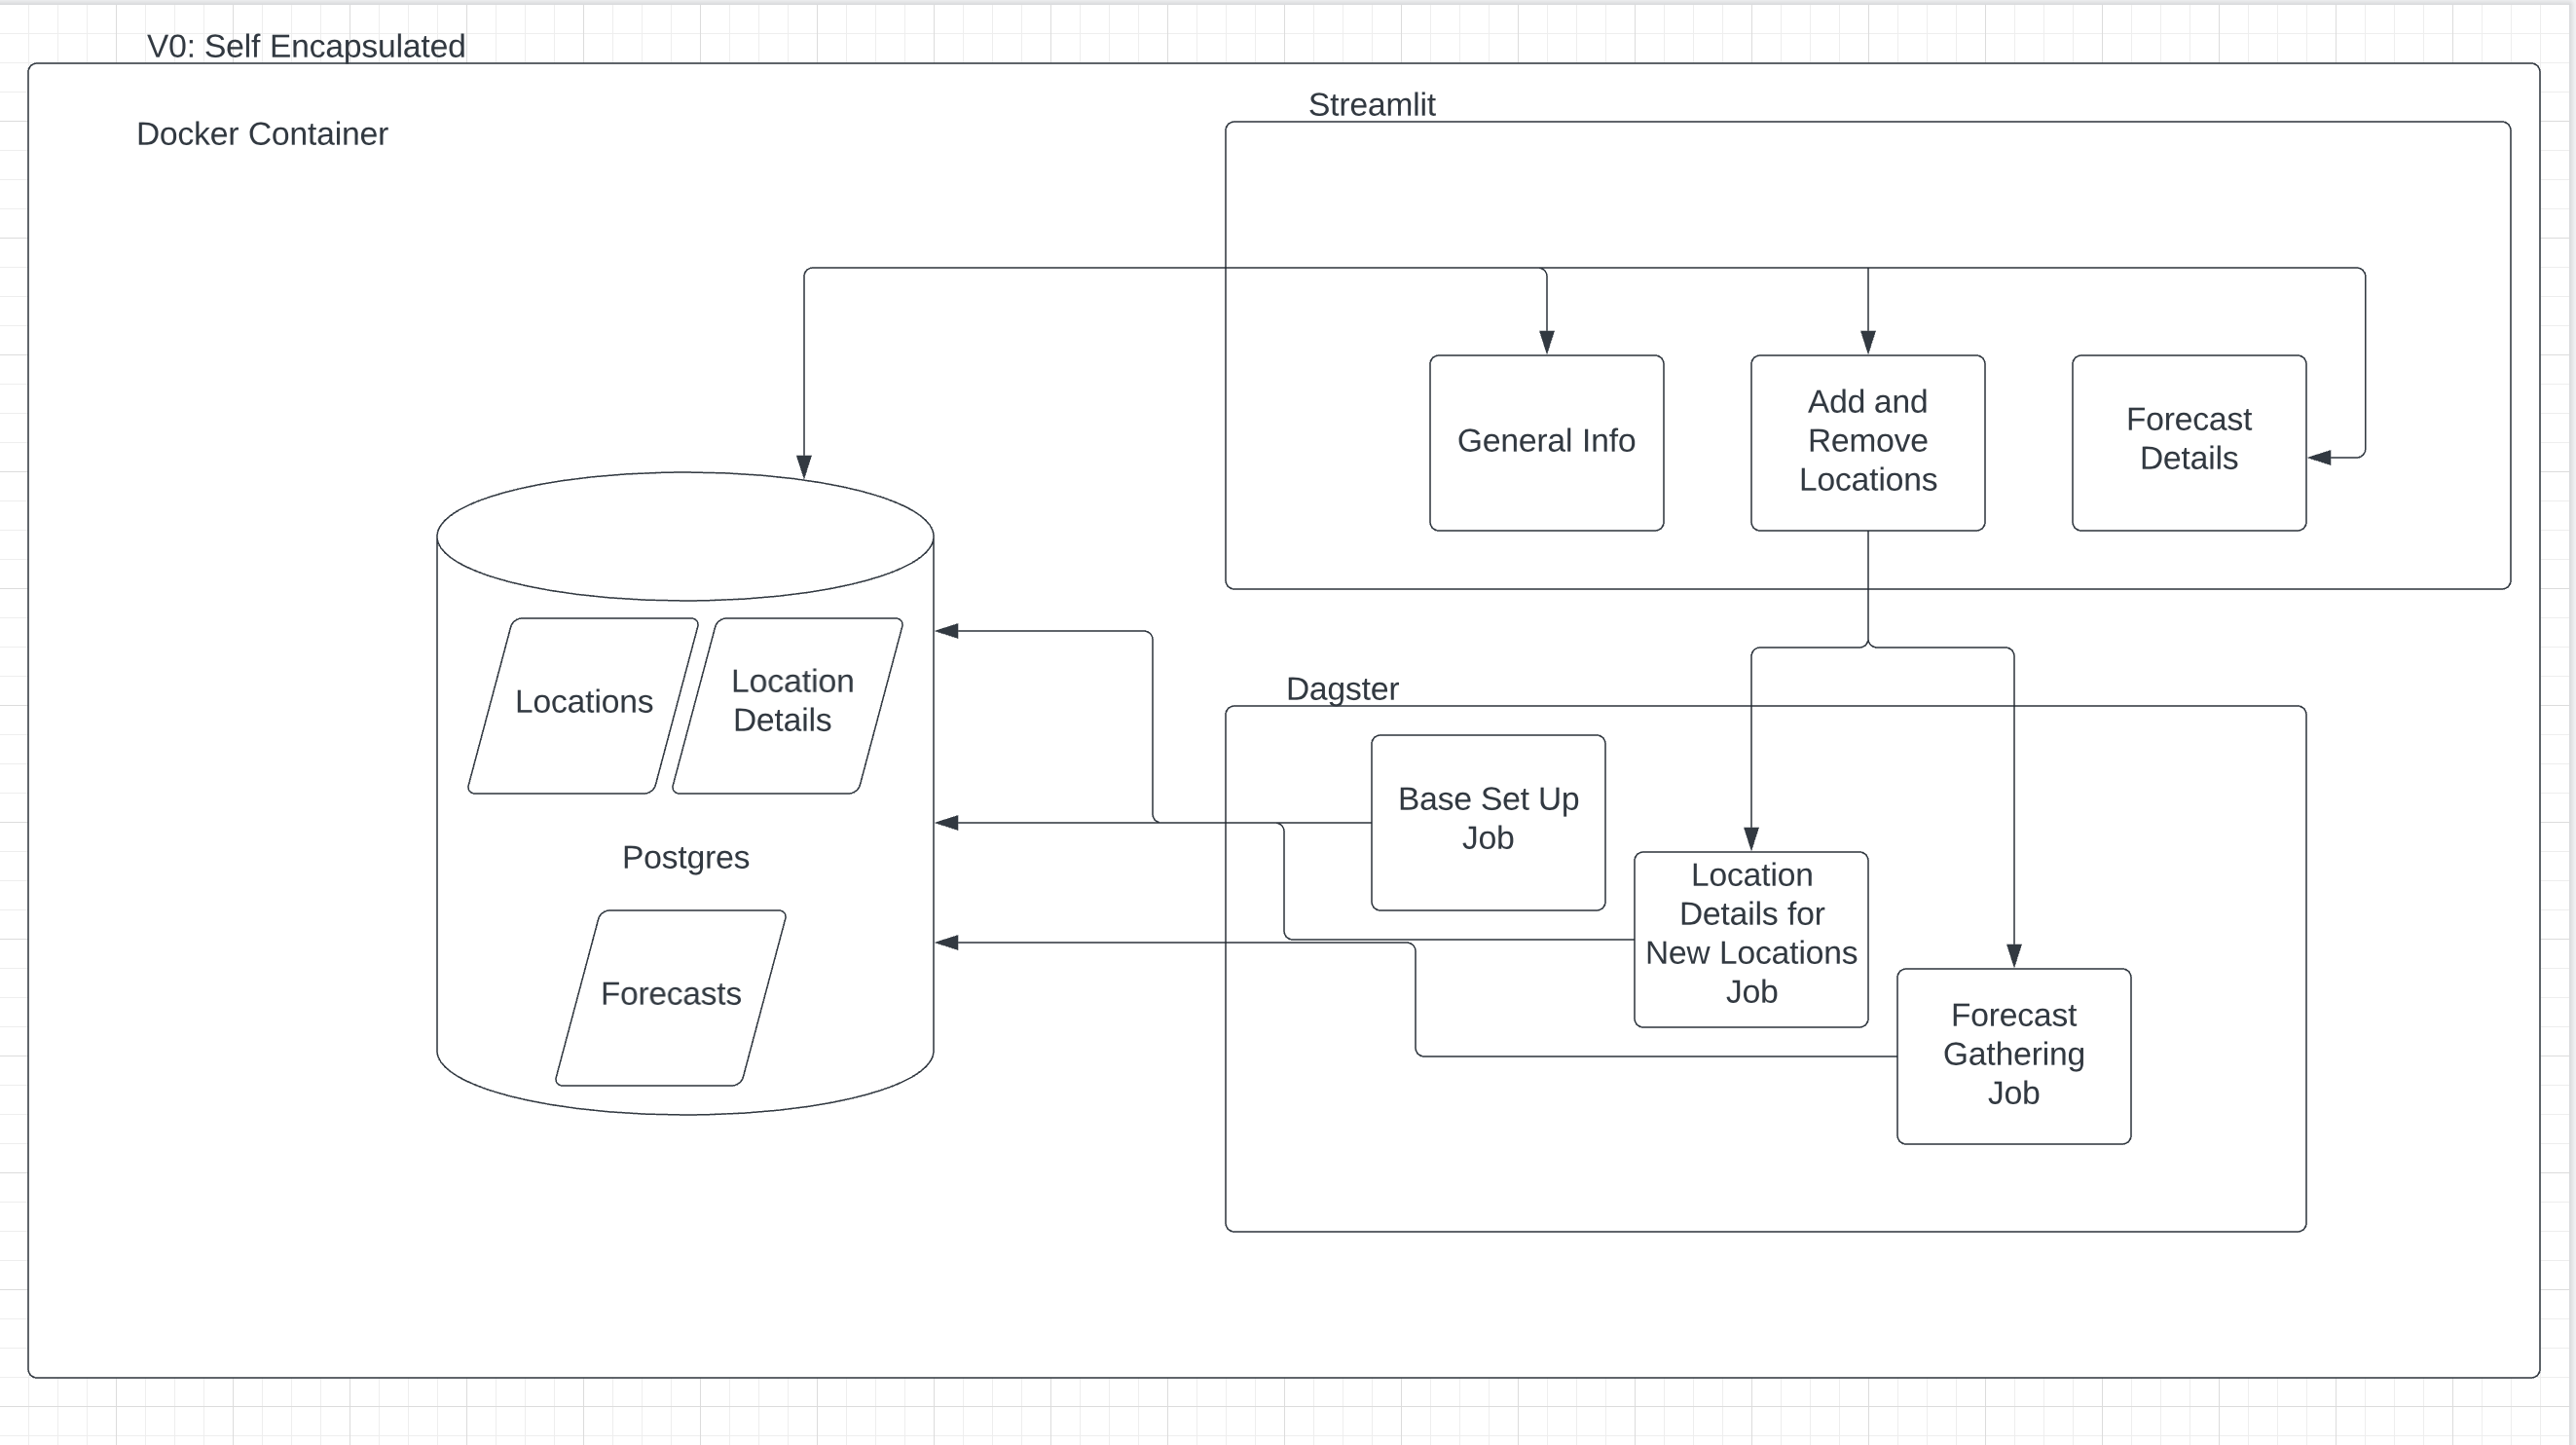 V0: Self Encapsulated
Docker Container
Streamlit
General Info
Add and
Remove
Locations
Forecast
Details
Locations
Location
Details
Postgres
Forecasts
Dagster
Base Set Up
Job
Location
Details for
New Locations
Job
Forecast
Gathering
Job